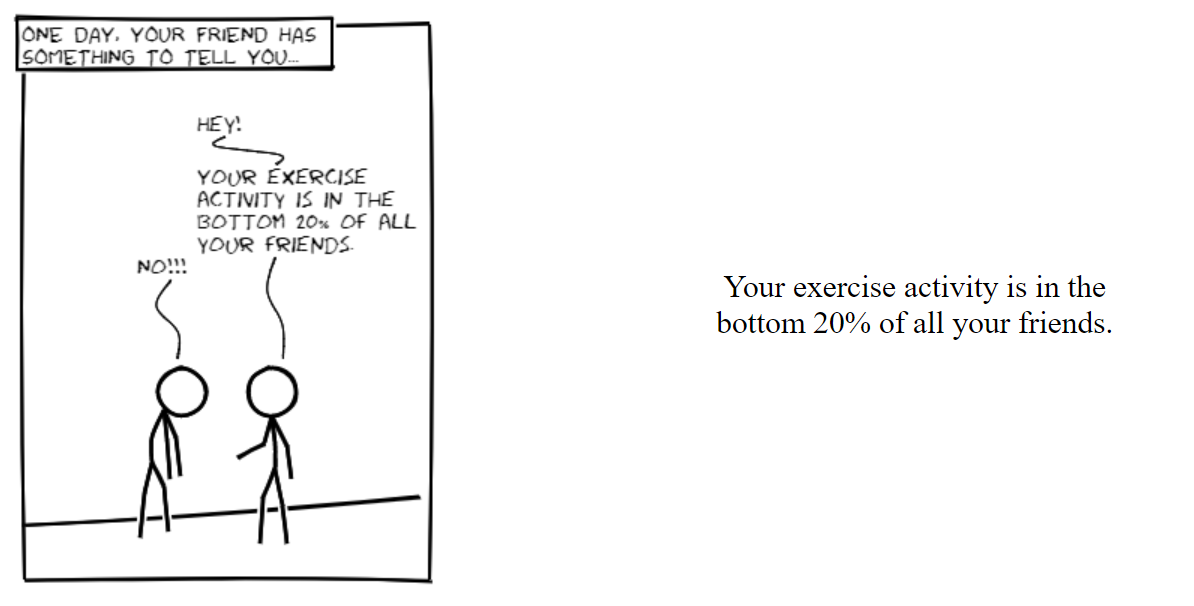 ONE DAY, YOUR FRIEND HAS
SOMETHING TO TELL YOU...
HEY!
YOUR EXERCISE
ACTIVITY IS IN THE
BOTTOM 20% OF ALL
YOUR FRIENDS.
NO!!!
Your exercise activity is in the
bottom 20% of all your friends.